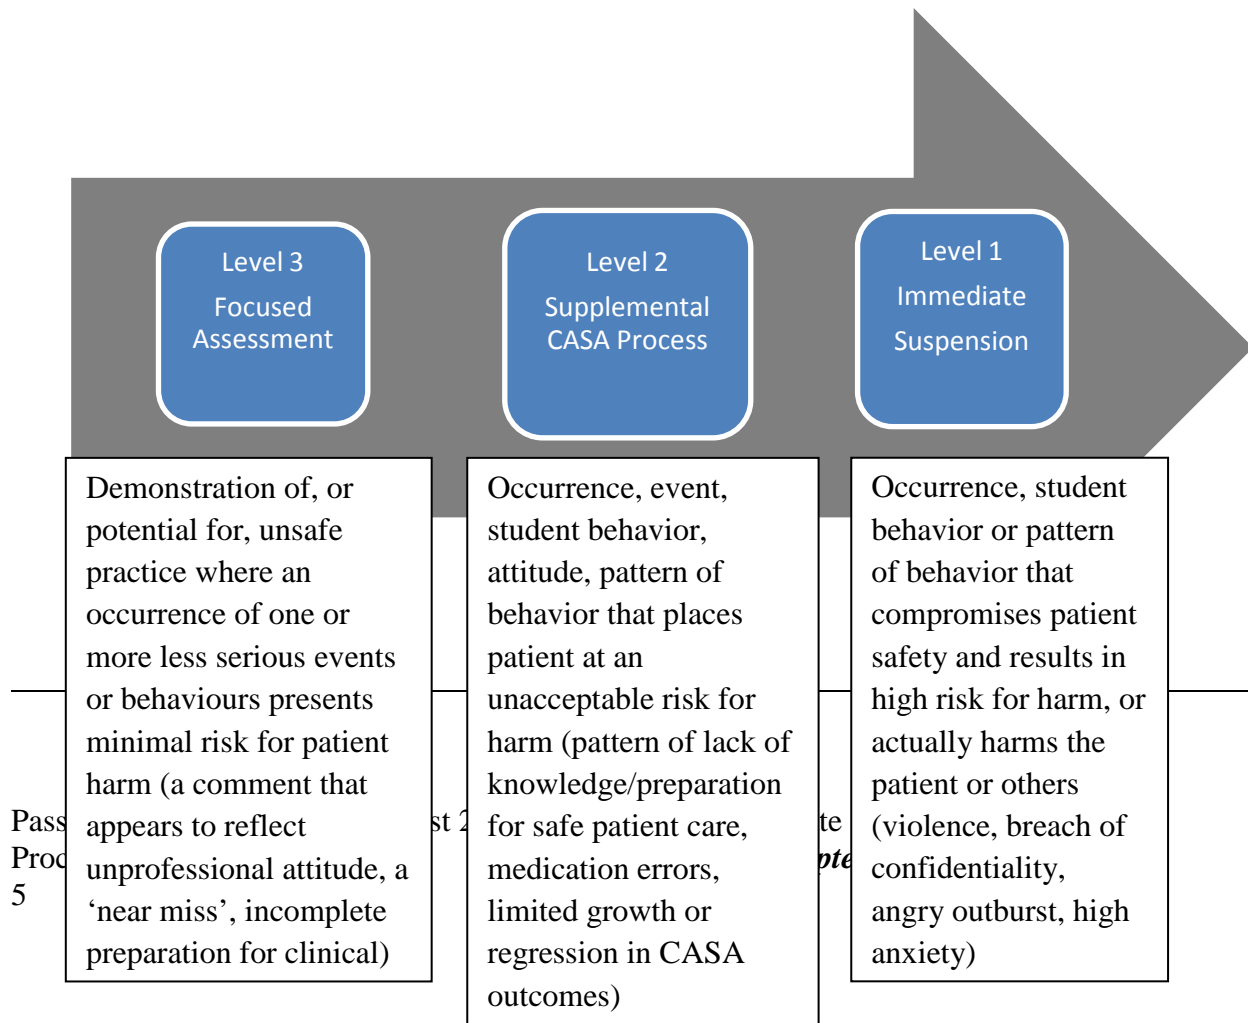 Level 3
Focused
Assessment
Level 2
Supplemental
CASA Process
Level 1
Immediate
Suspension
Demonstration of, or
potential for, unsafe
practice where an
occurrence of one or
more less serious events
or behaviours presents
minimal risk for patient
harm (a comment that
appears to reflect
unprofessional attitude, a
‘near miss’, incomplete
preparation for clinical)
Occurrence, event,
student behavior,
attitude, pattern of
behavior that places
patient at an
unacceptable risk for
harm (pattern of lack of
knowledge/preparation
for safe patient care,
medication errors,
limited growth or
regression in CASA
outcomes)
Occurrence, student
behavior or pattern
of behavior that
compromises patient
safety and results in
high risk for harm, or
actually harms the
patient or others
(violence, breach of
confidentiality,
angry outburst, high
anxiety)
5